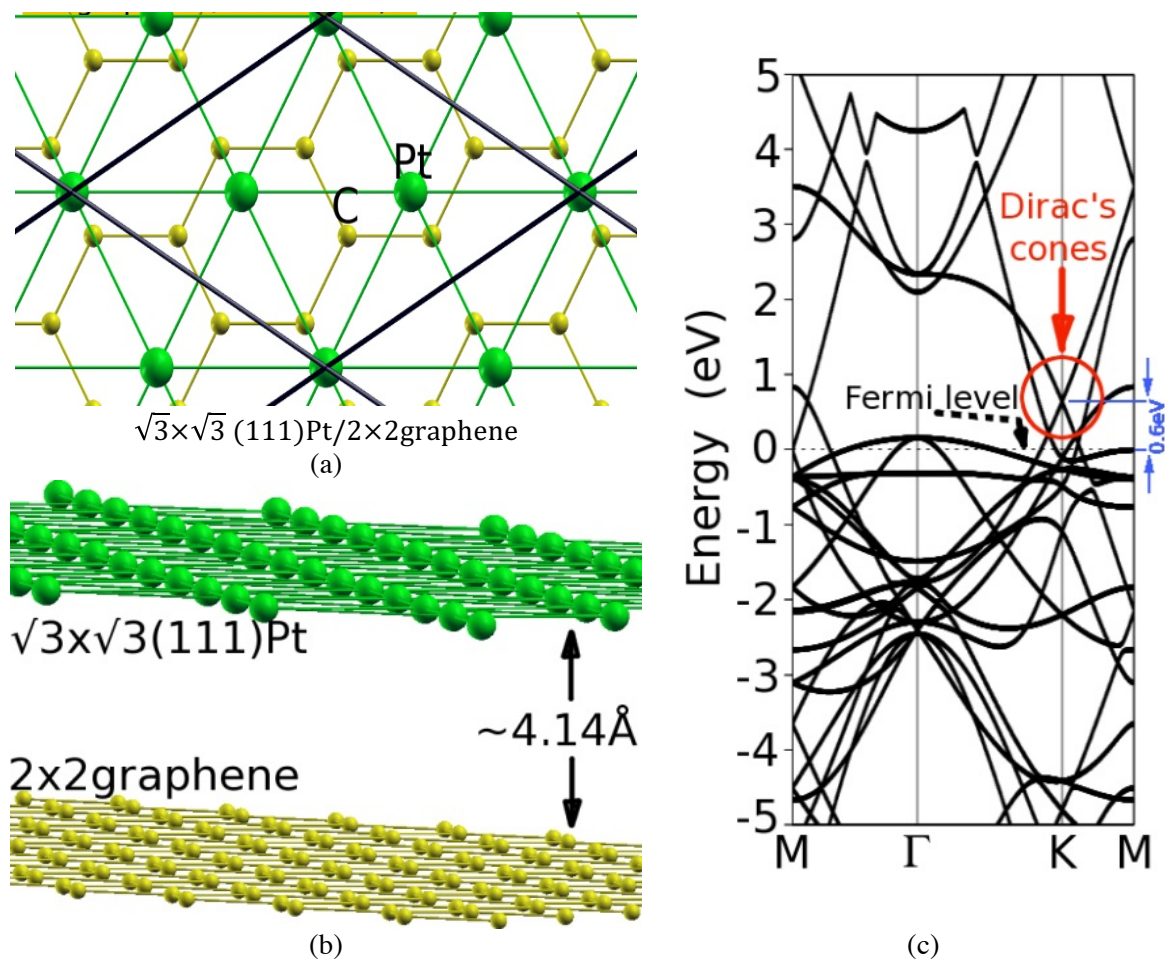 Pt
C
√3×√3 (111)Pt/2×2graphene
(a)
√3x√3(111)Pt
~4.14Å
2x2graphene
(b)
Energy (eV)
5
4
3
2
1
0
-1
-2
-3
-4
-5
Dirac's
cones
Fermi level
0.6eV
M Γ K M
(c)